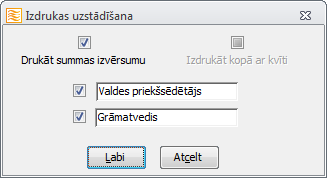 Izdrukas uzstādīšana
Drukāt summas izvērsumu
Izdrukāt kopā ar kvīti
Valdes priekšsēdētājs
Grāmatvedis
Labi
Atcelt